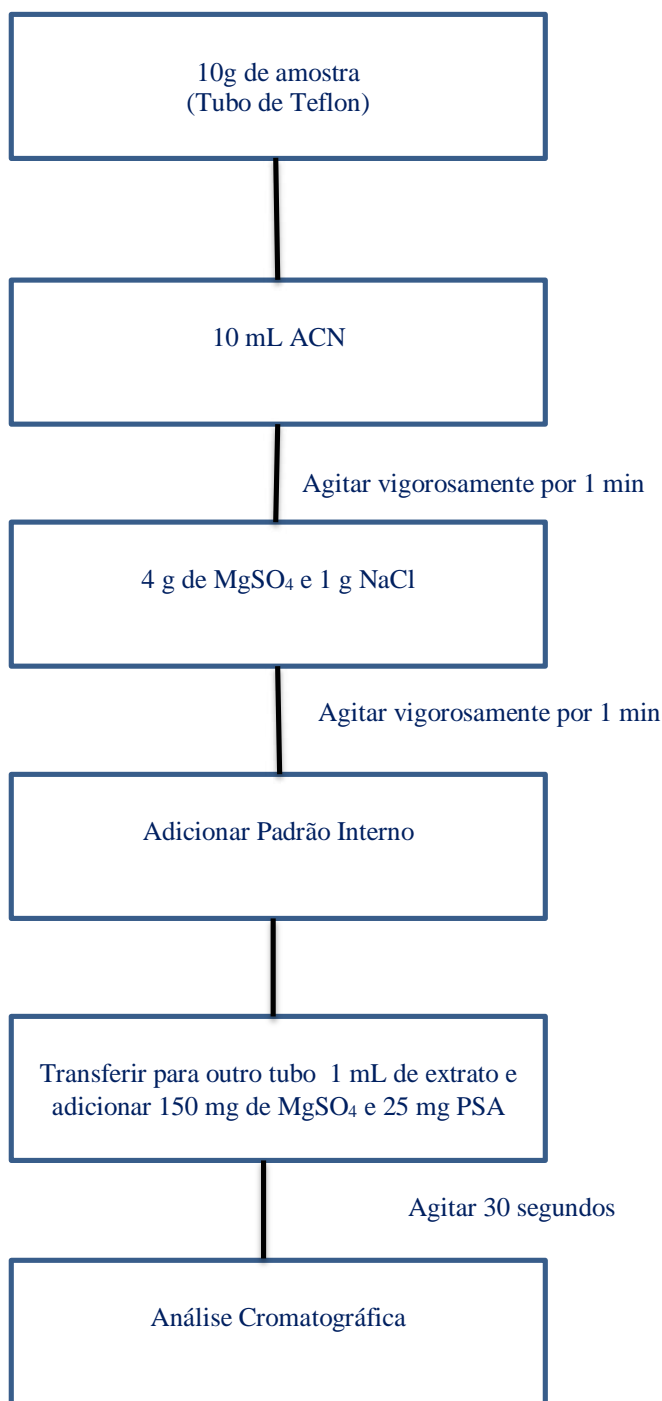 10g de amostra
(Tubo de Teflon)
10 mL ACN
Agitar vigorosamente por 1 min
4 g de MgSO₄ e 1 g NaCl
Agitar vigorosamente por 1 min
Adicionar Padrão Interno
Transferir para outro tubo 1 mL de extrato e
adicionar 150 mg de MgSO₄ e 25 mg PSA
Agitar 30 segundos
Análise Cromatográfica